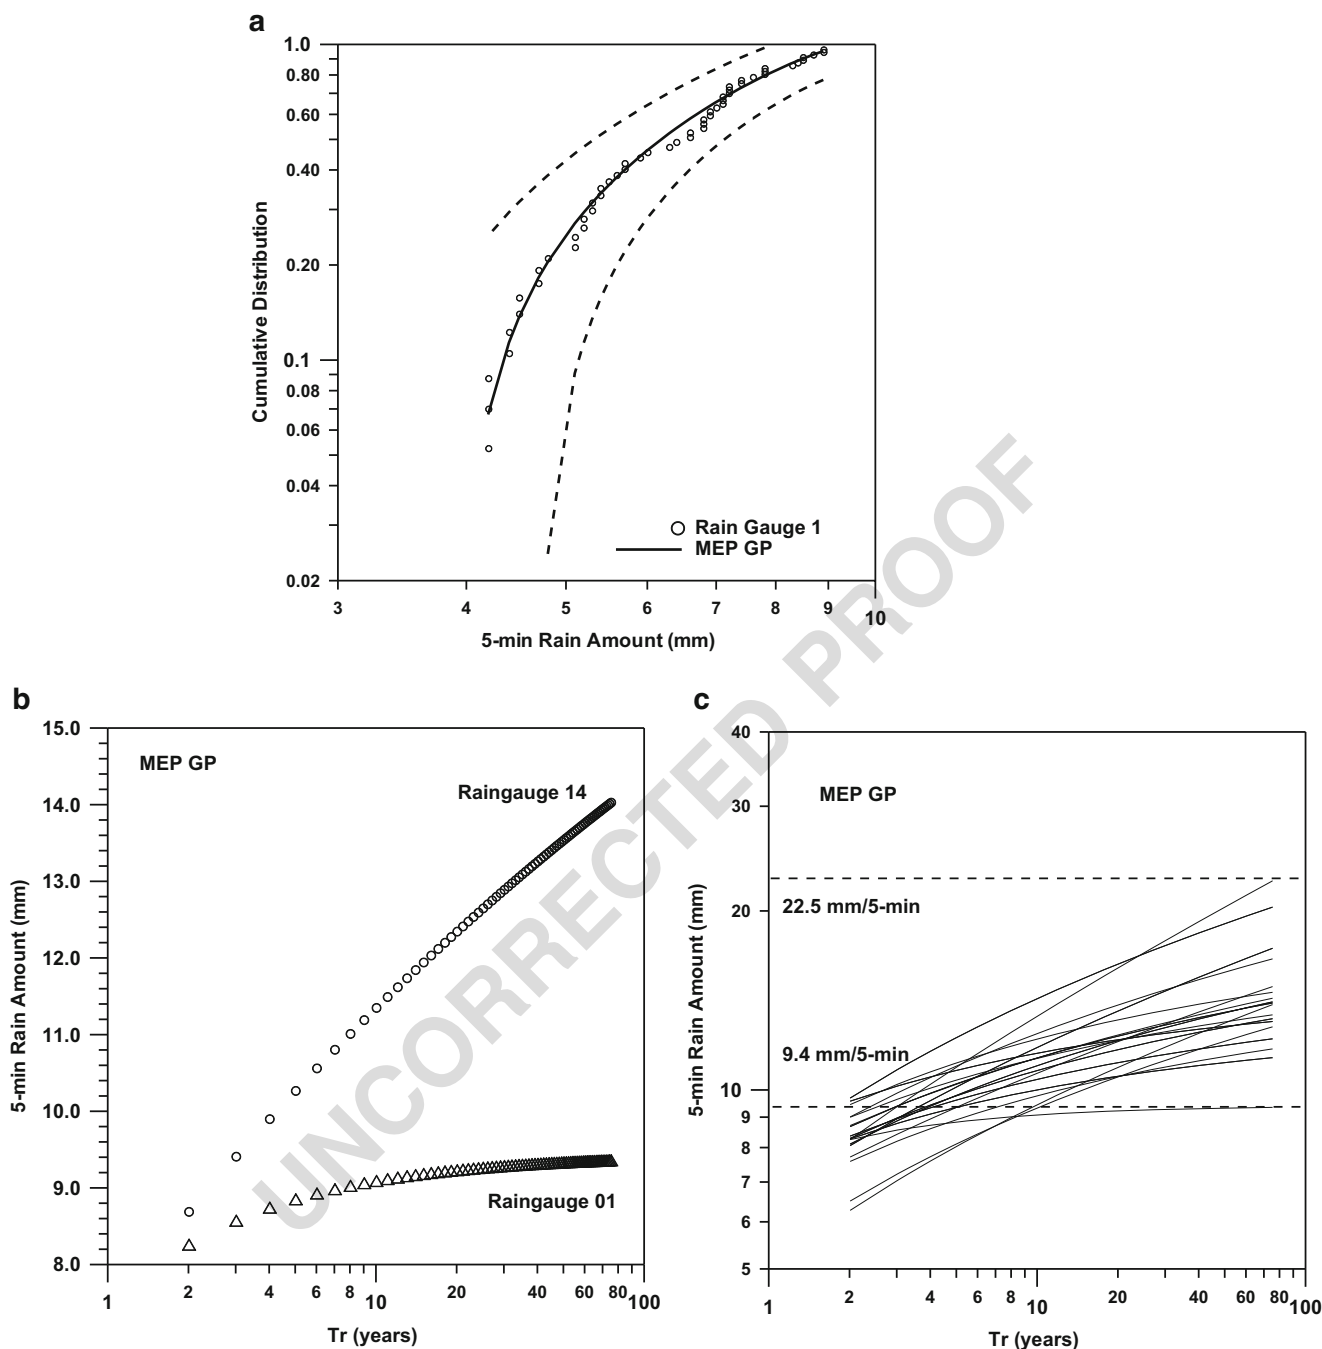 a
1.0
0.80
0.60
0.40
0.20
0.1
0.08
0.06
0.04
0.02
Cumulative Distribution
Rain Gauge 1
MEP GP
3 4 5 6 7 8 9 10
5-min Rain Amount (mm)
b
15.0
14.0
13.0
12.0
11.0
10.0
9.0
8.0
5-min Rain Amount (mm)
MEP GP
Raingauge 14
Raingauge 01
1 2 4 6 8 10 20 40 60 80 100
Tr (years)
c
40
30
20
10
9
8
7
6
5
5-min Rain Amount (mm)
MEP GP
22.5 mm/5-min
9.4 mm/5-min
1 2 4 6 8 10 20 40 60 80 100
Tr (years)
UNCORRECTED PROOF